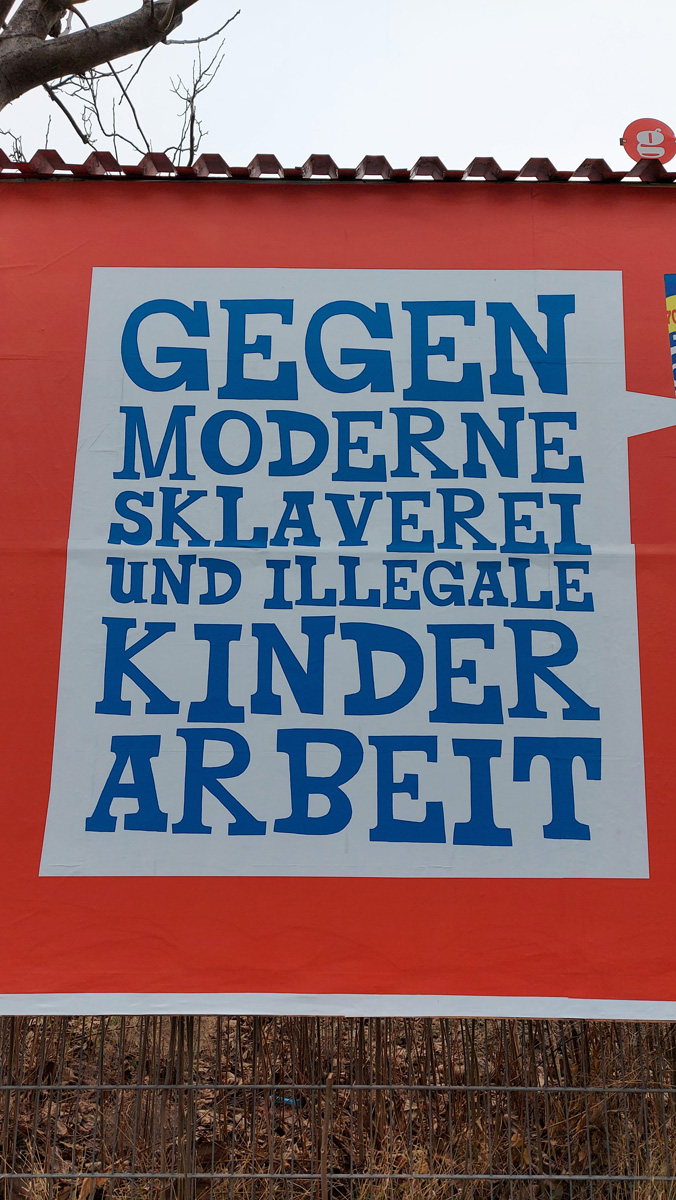 g
GEGEN
MODERNE
SKLAVEREI
UND ILLEGALE
KINDER
ARBEIT